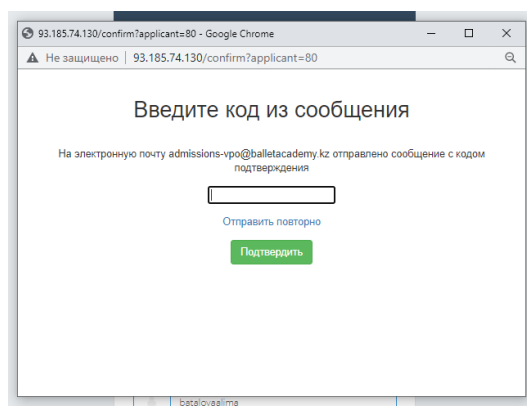 93.185.74.130/confirm?applicant=80 - Google Chrome
Не защищено | 93.185.74.130/confirm?applicant=80
Введите код из сообщения
На электронную почту admissions-vpo@balletacademy.kz отправлено сообщение с кодом
подтверждения
Отправить повторно
Подтвердить
batalovaalima